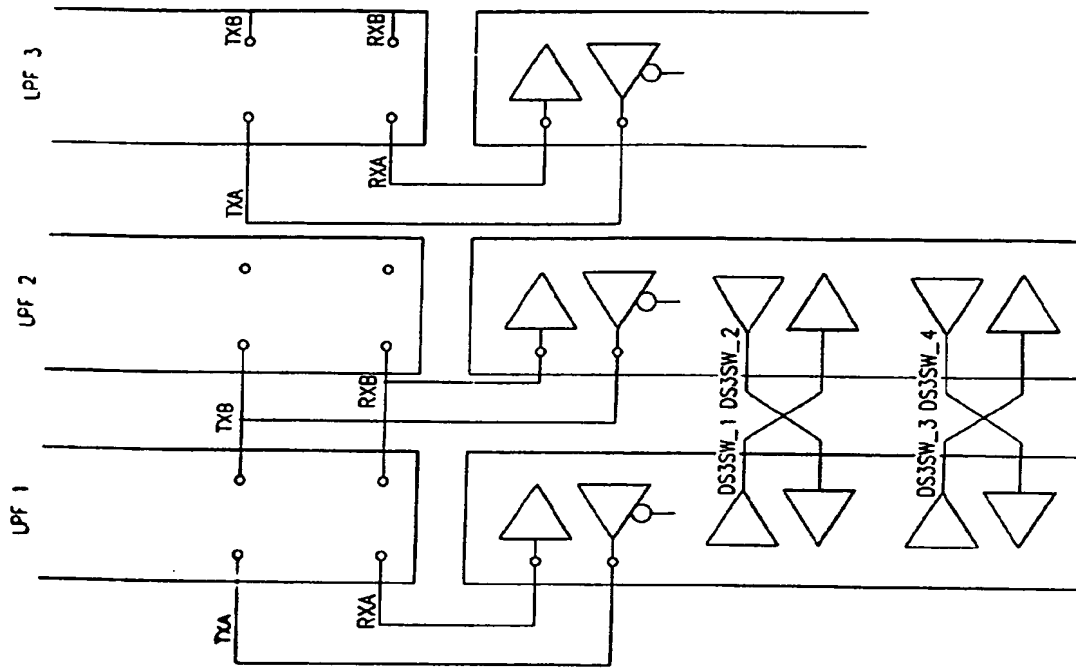 LPF 3
TXB
RXB
TXA
RXA
LPF 2
TXB
RXB
DS3SW_2
DS3SW_4
LPF 1
DS3SW_1
DS3SW_3
TXA
RXA